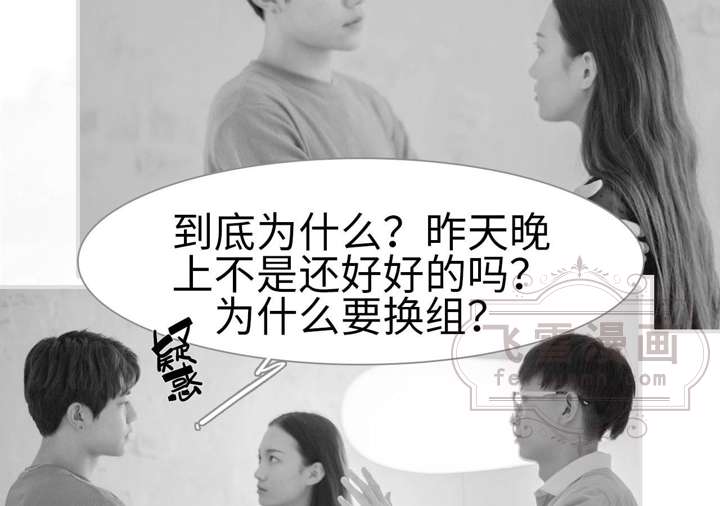 到底为什么？昨天晚
上不是还好好的吗？
为什么要换组？
疑惑
飞雪漫画